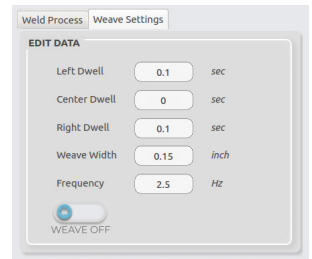 Weld Process Weave Settings
EDIT DATA
Left Dwell 0.1 sec
Center Dwell 0 sec
Right Dwell 0.1 sec
Weave Width 0.15 inch
Frequency 2.5 Hz
WEAVE OFF